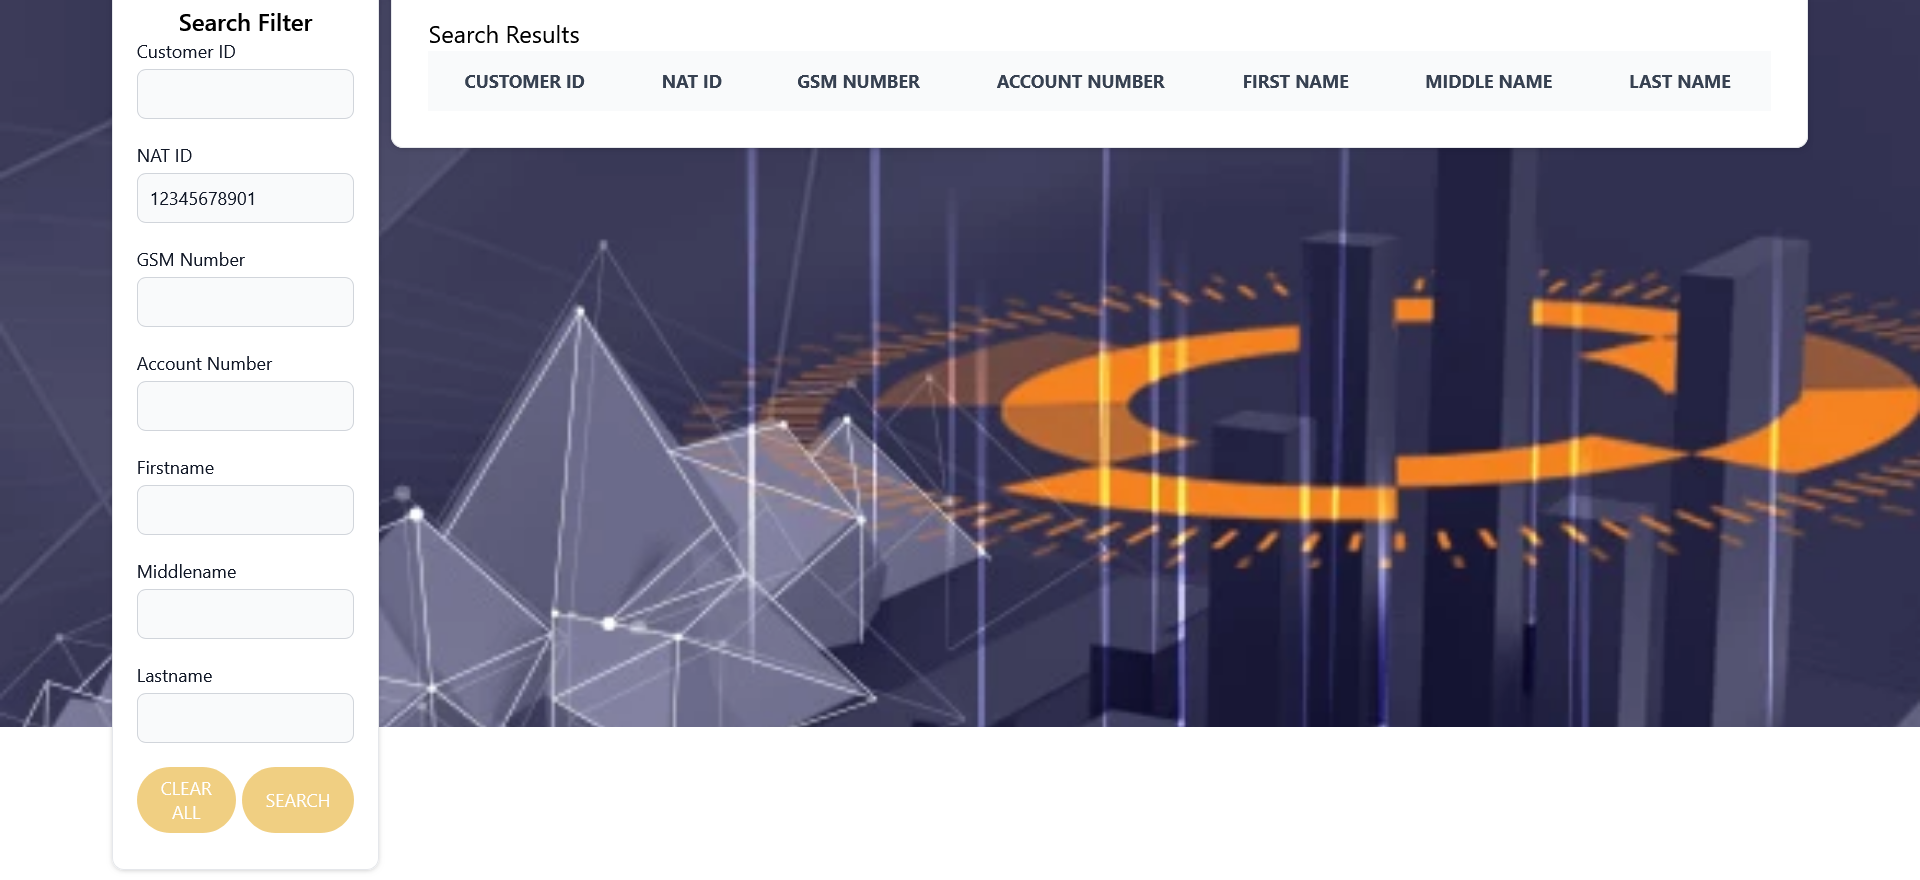 Search Filter
Customer ID
NAT ID
12345678901
GSM Number
Account Number
Firstname
Middlename
Lastname
CLEAR
ALL
SEARCH
Search Results
CUSTOMER ID NAT ID GSM NUMBER ACCOUNT NUMBER FIRST NAME MIDDLE NAME LAST NAME